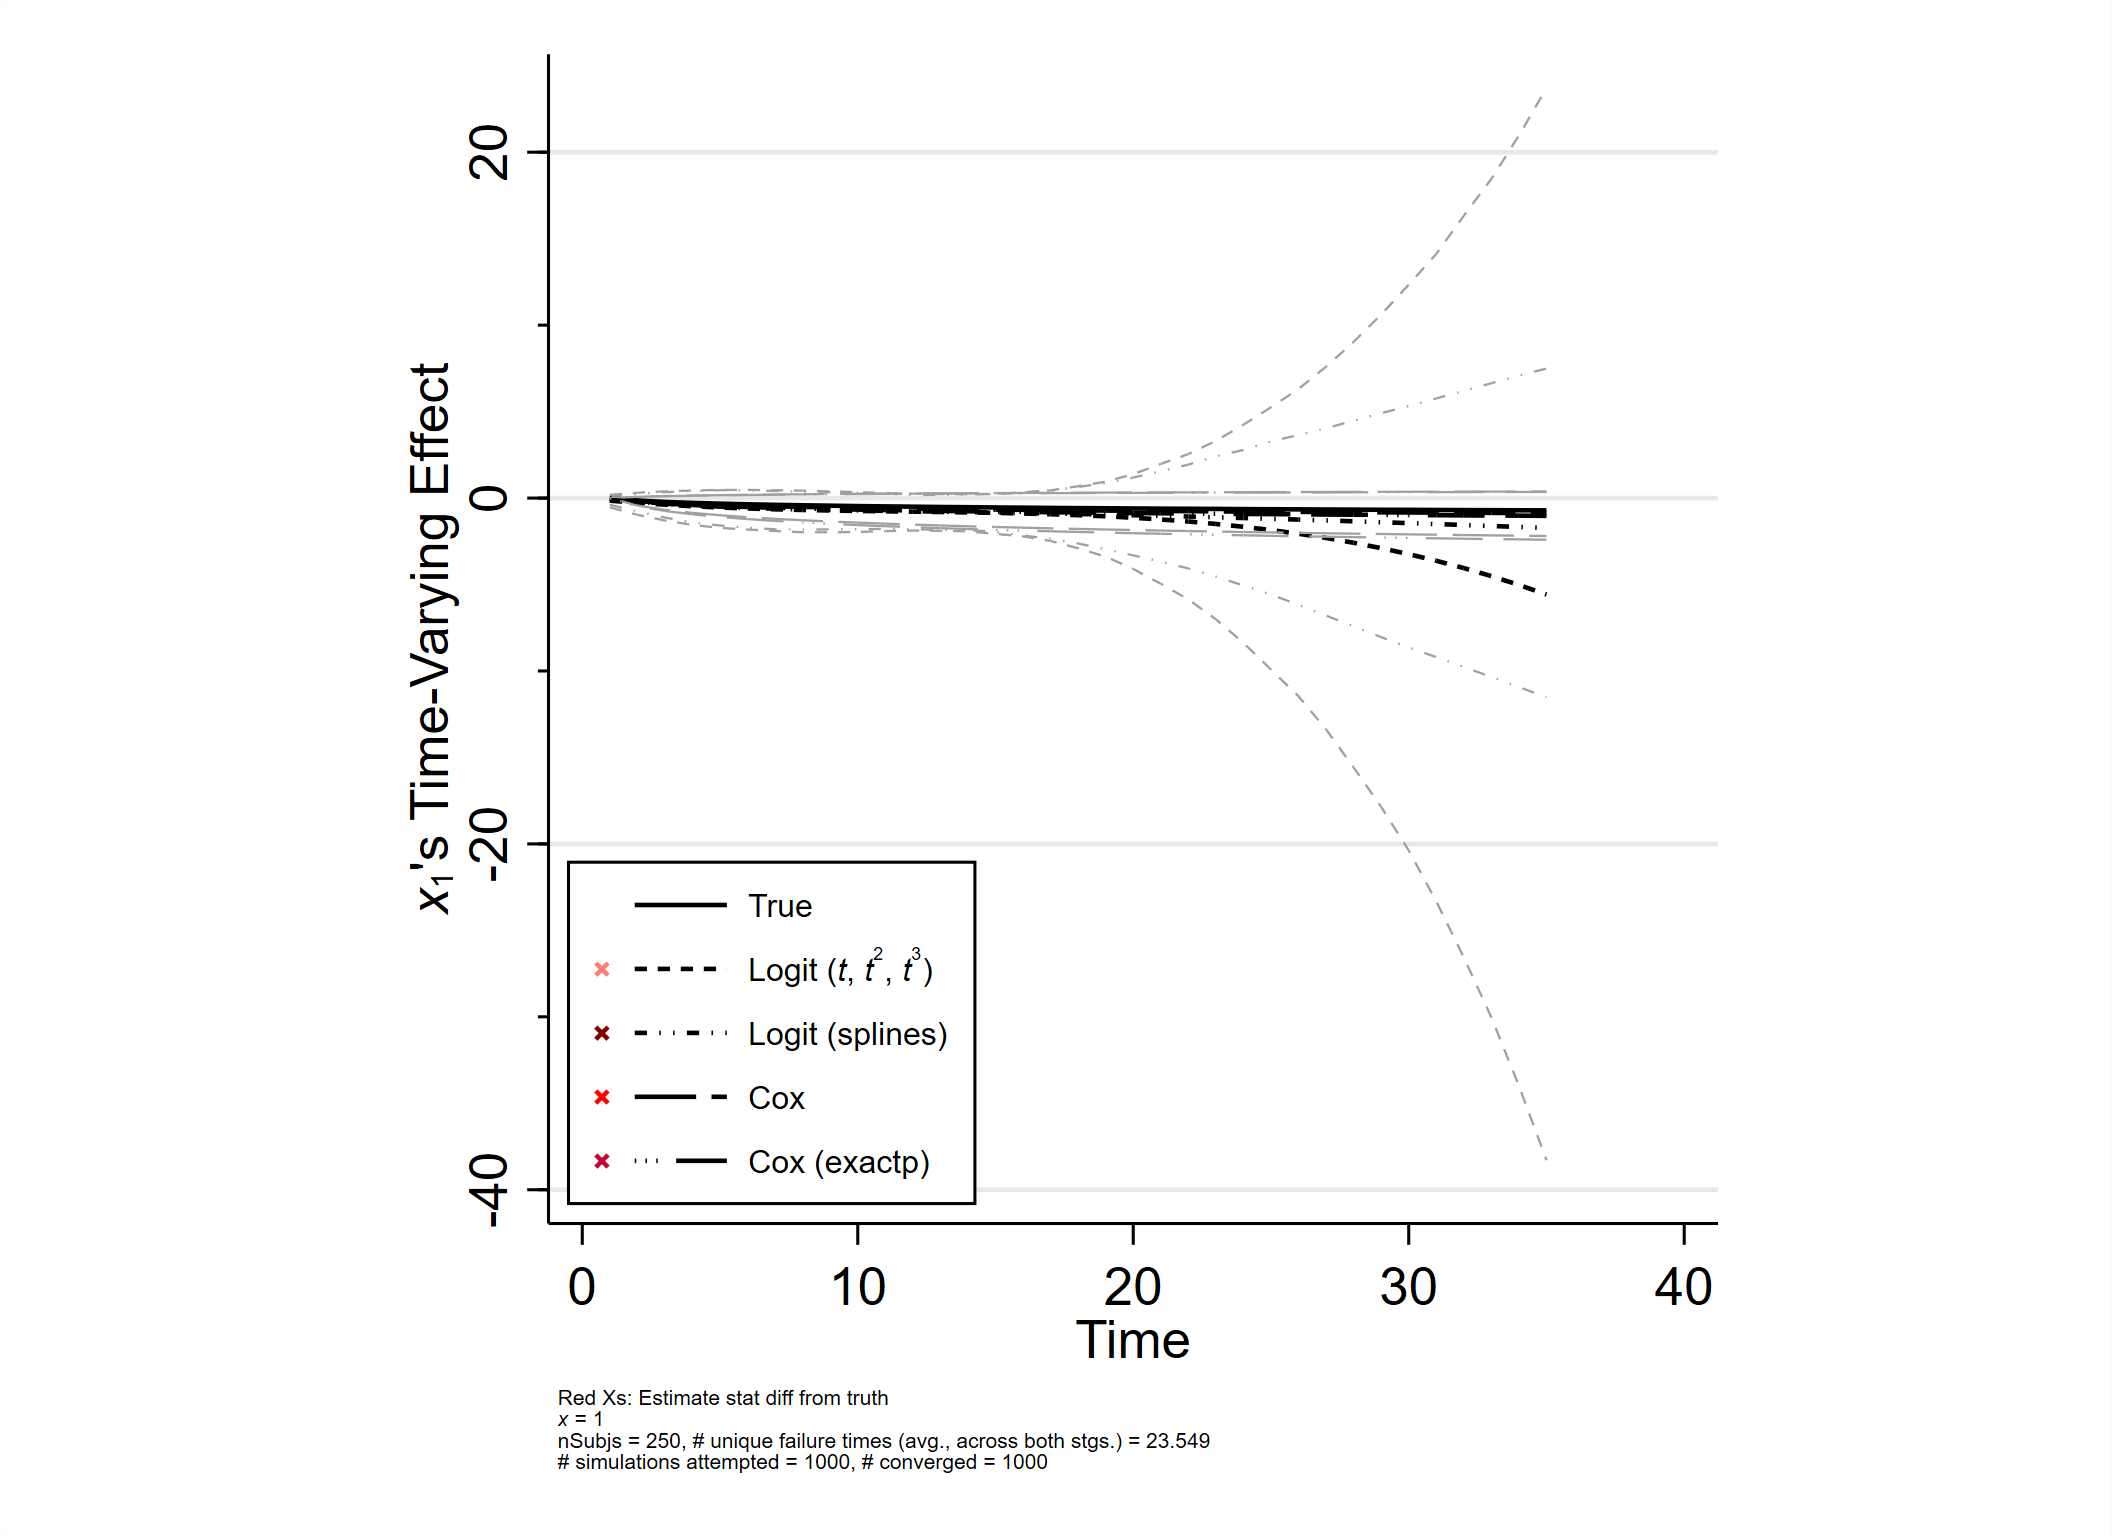 x₁'s Time-Varying Effect
20
0
-20
-40
True
Logit (t, t², t³)
Logit (splines)
Cox
Cox (exactp)
0 10 20 30 40
Time
Red Xs: Estimate stat diff from truth
x = 1
nSubjs = 250, # unique failure times (avg., across both stgs.) = 23.549
# simulations attempted = 1000, # converged = 1000